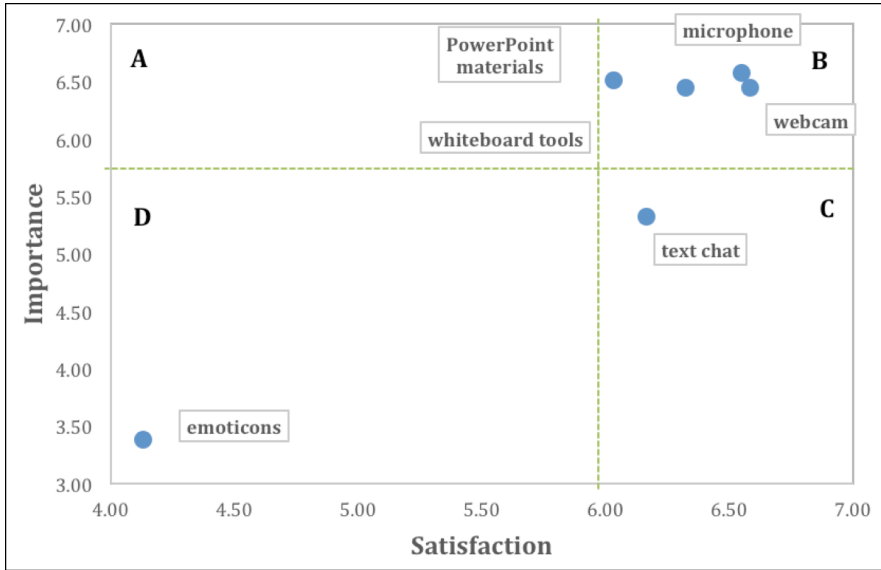 7.00
6.50
6.00
5.50
5.00
4.50
4.00
3.50
3.00
Importance
A
PowerPoint
materials
microphone
B
webcam
whiteboard tools
D
C
text chat
emoticons
4.00
4.50
5.00
5.50
6.00
6.50
7.00
Satisfaction